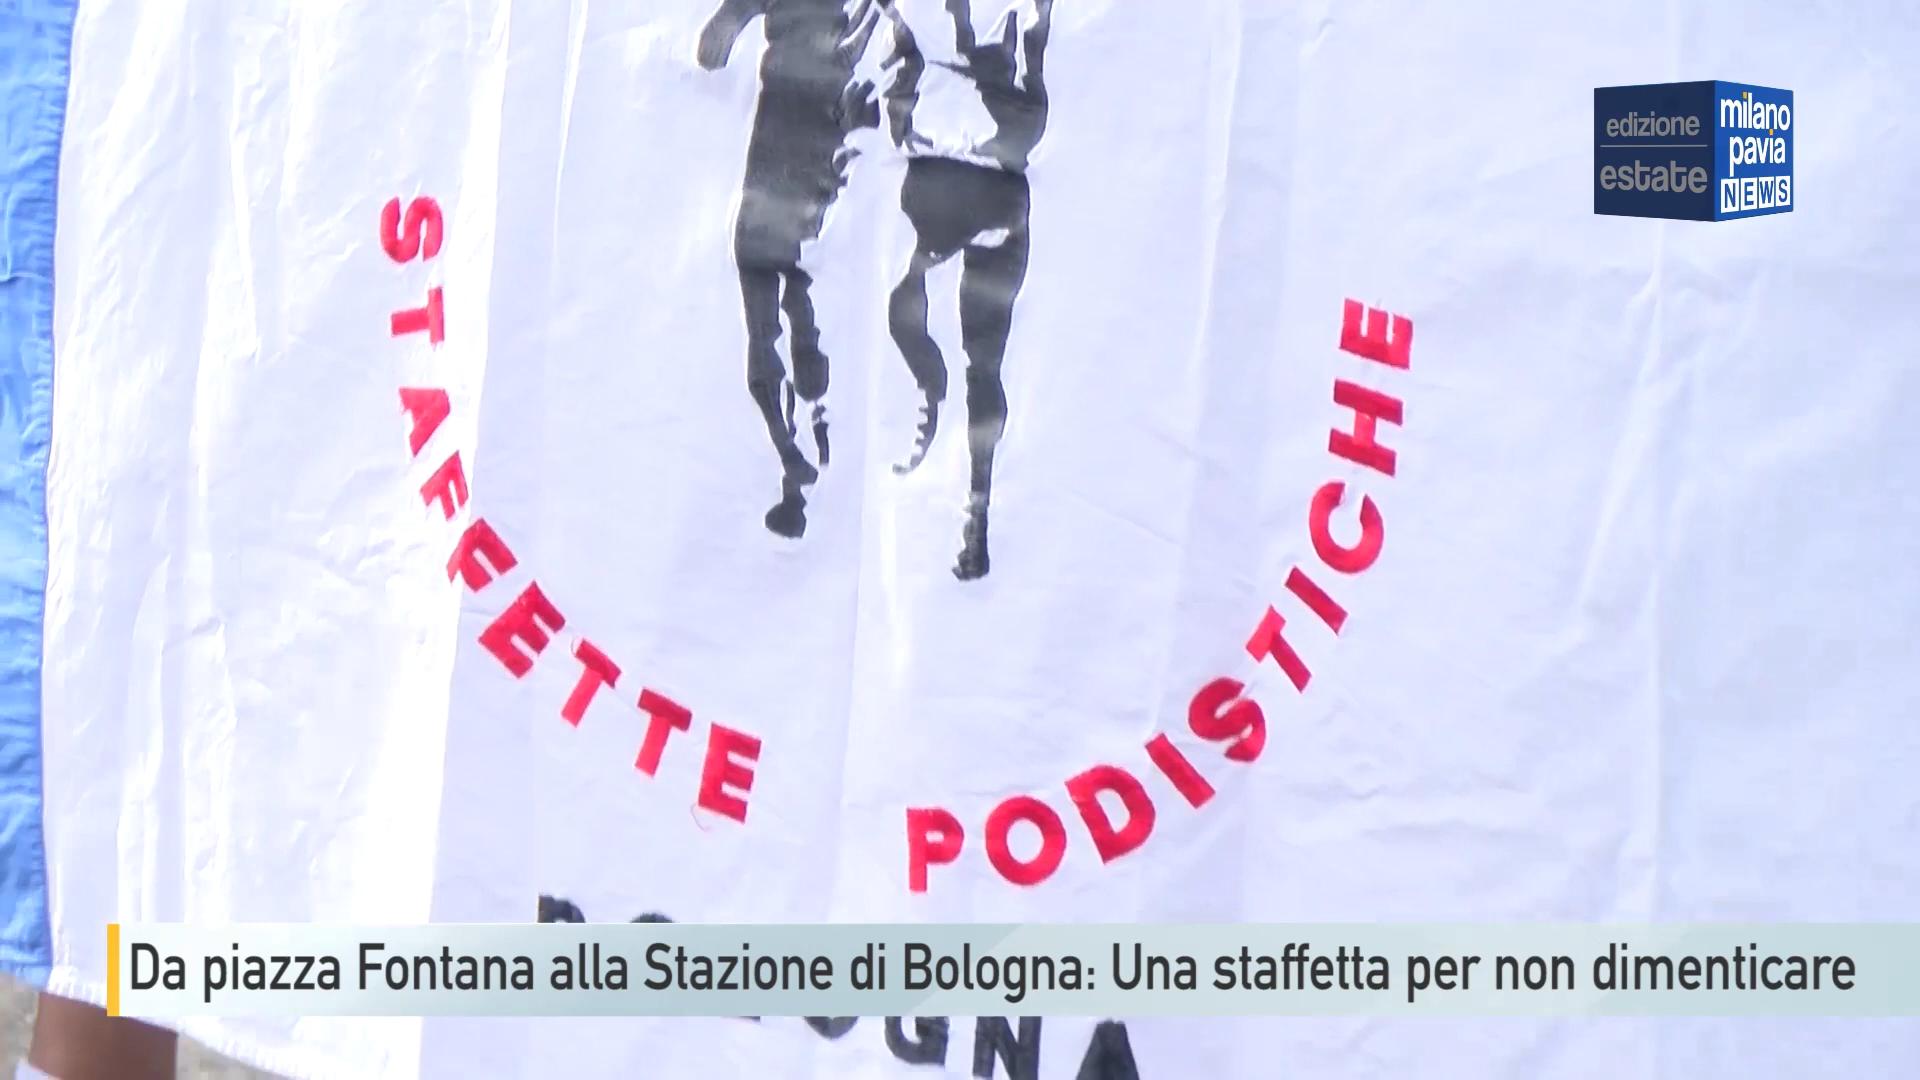 edizione
estate
milano
pavia
NEWS
STAFFETTE PODISTICHE
Da piazza Fontana alla Stazione di Bologna: Una staffetta per non dimenticare